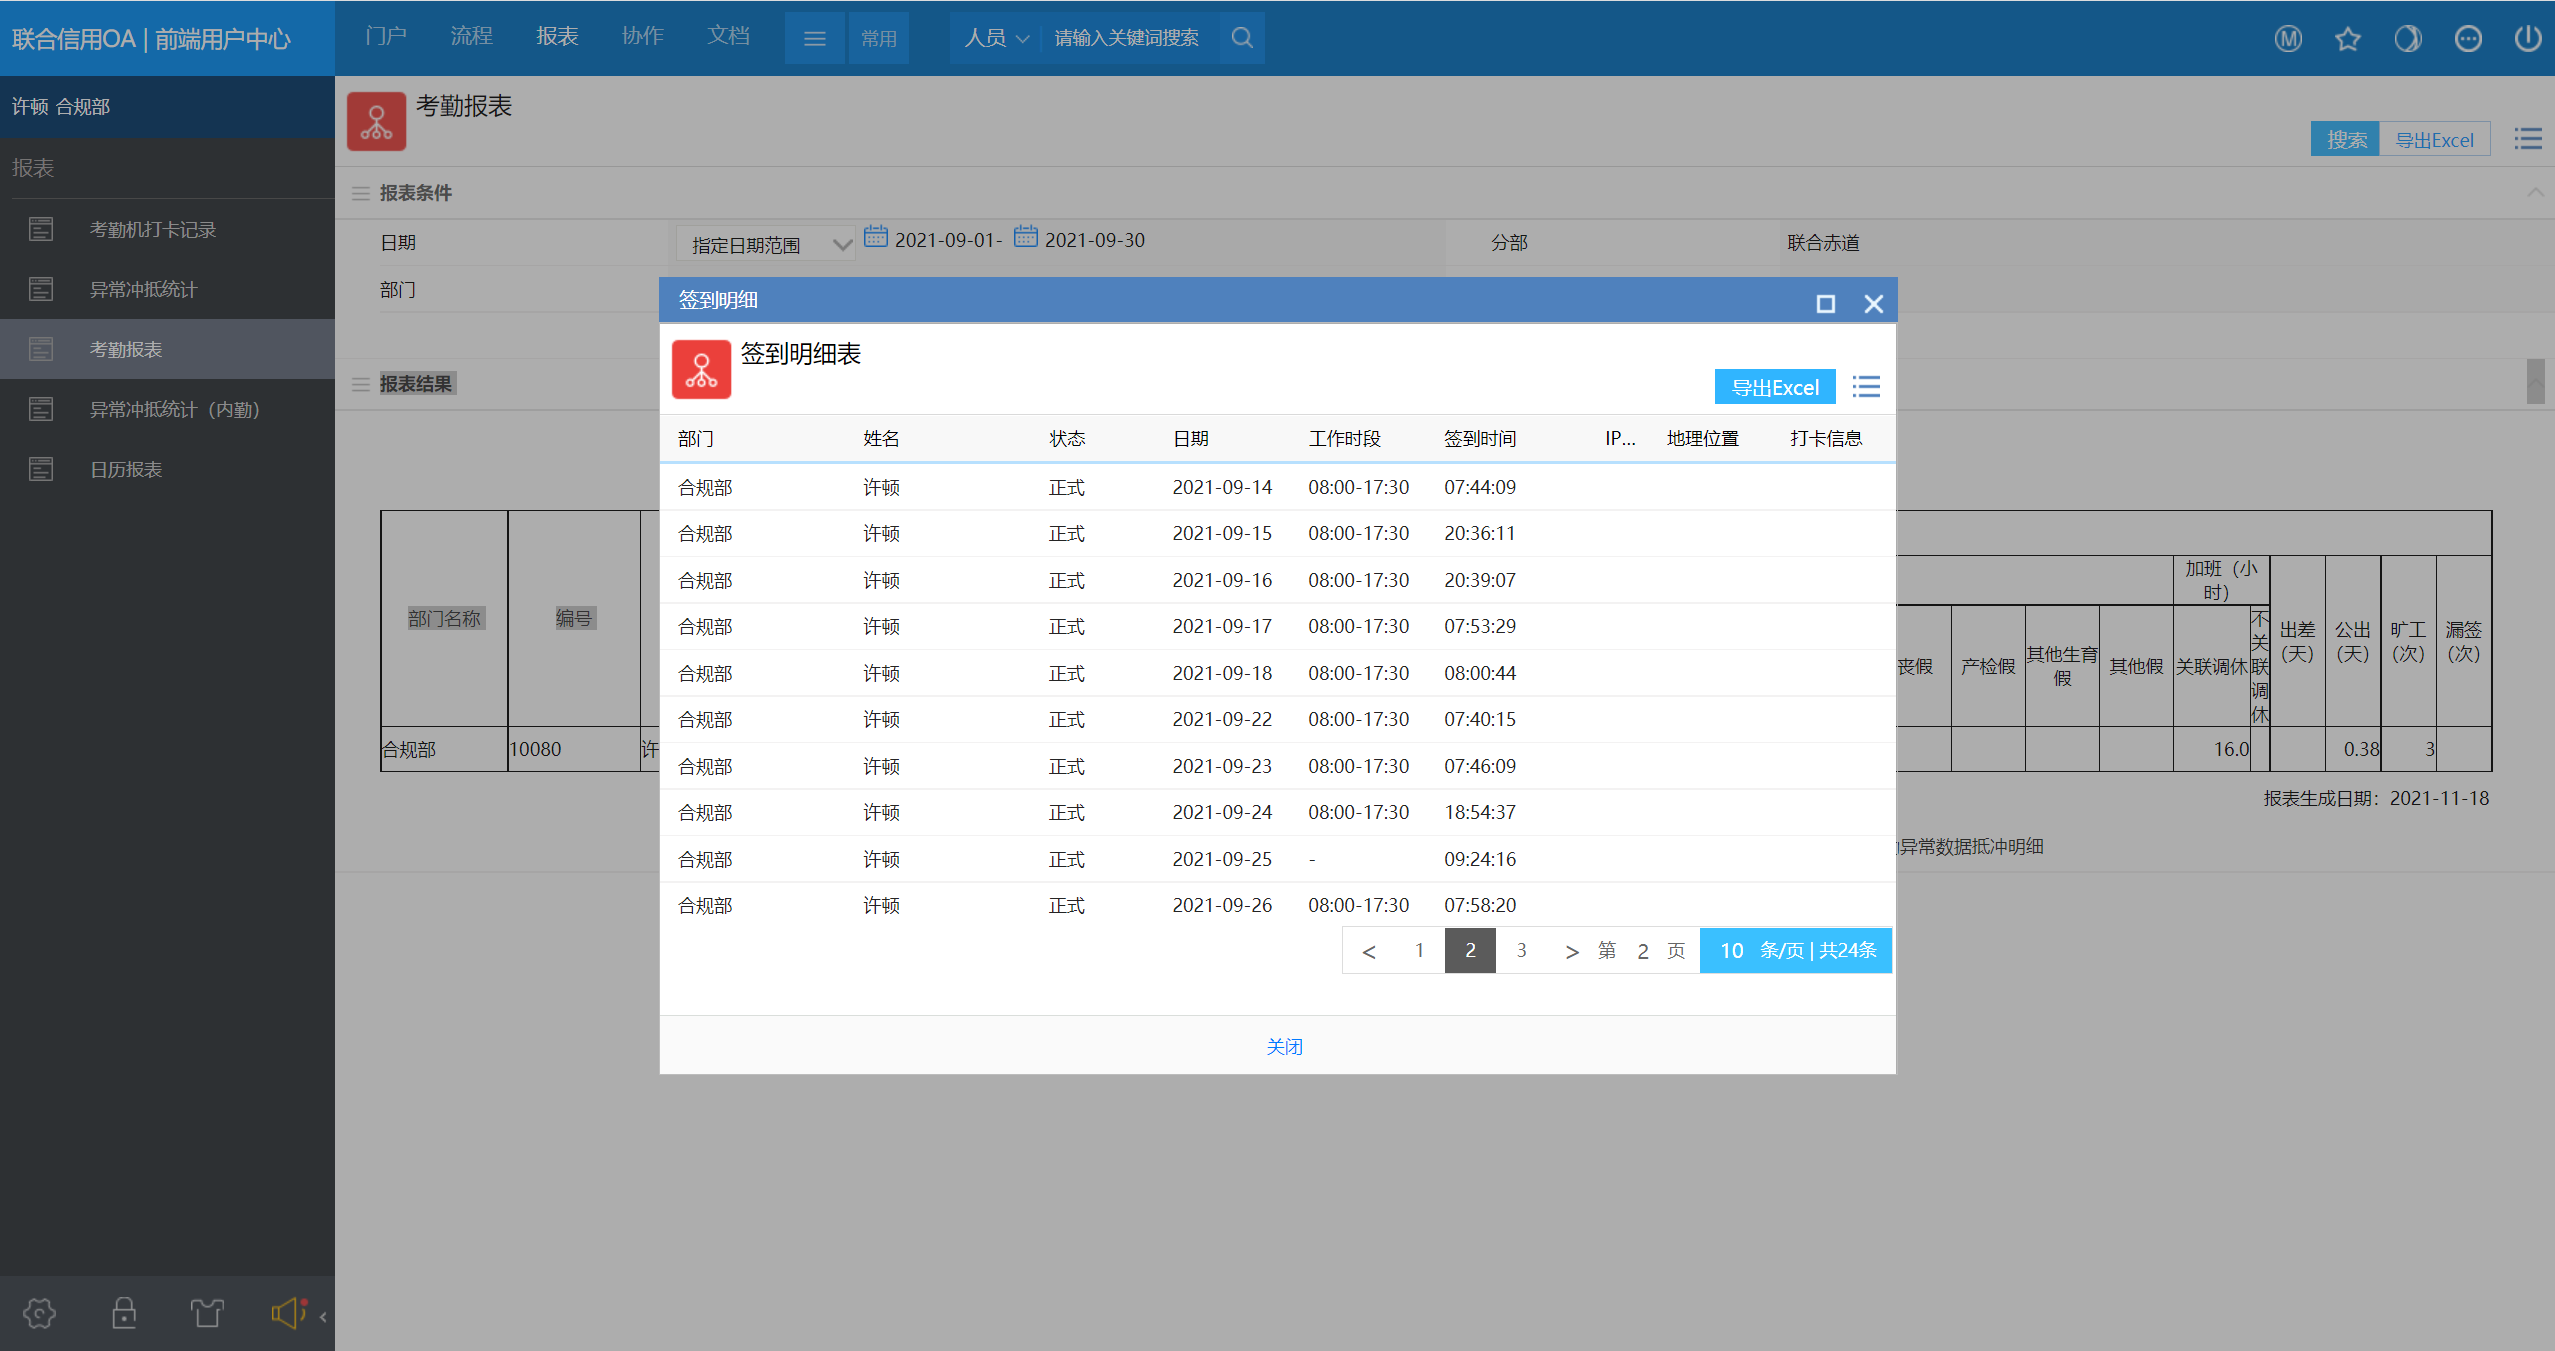 联合信用OA | 前端用户中心
门户 流程 报表 协作 文档 常用 人员 请输入关键词搜索
许顿 合规部
报表
考勤机打卡记录
异常冲抵统计
考勤报表
异常冲抵统计（内勤）
日历报表
考勤报表
搜索 导出Excel
报表条件
日期 指定日期范围 2021-09-01- 2021-09-30 分部 联合赤道
部门
报表结果
签到明细
签到明细表
导出Excel
部门 姓名 状态 日期 工作时段 签到时间 IP... 地理位置 打卡信息
合规部 许顿 正式 2021-09-14 08:00-17:30 07:44:09
合规部 许顿 正式 2021-09-15 08:00-17:30 20:36:11
合规部 许顿 正式 2021-09-16 08:00-17:30 20:39:07
合规部 许顿 正式 2021-09-17 08:00-17:30 07:53:29
合规部 许顿 正式 2021-09-18 08:00-17:30 08:00:44
合规部 许顿 正式 2021-09-22 08:00-17:30 07:40:15
合规部 许顿 正式 2021-09-23 08:00-17:30 07:46:09
合规部 许顿 正式 2021-09-24 08:00-17:30 18:54:37
合规部 许顿 正式 2021-09-25 - 09:24:16
合规部 许顿 正式 2021-09-26 08:00-17:30 07:58:20
< 1 2 3 > 第 2 页 10 条/页 | 共24条
关闭
部门名称 编号
加班（小
时）
丧假 产检假 其他生育
假
其他假 关联调休
不
关
联
调
休
出差
(天)
公出
(天)
旷工
(次)
漏签
(次)
合规部 10080 许 16.0 0.38 3
报表生成日期：2021-11-18
异常数据抵冲明细